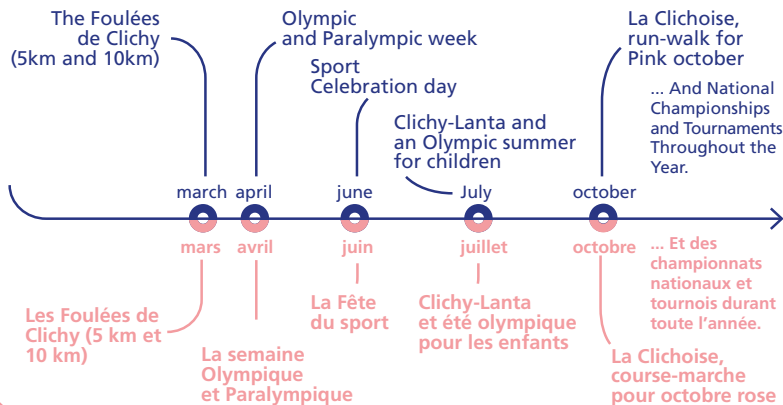 The Foulées
de Clichy
(5km and 10km)
Olympic
and Paralympic week
Sport
Celebration day
Clichy-Lanta and
an Olympic summer
for children
La Clichoise,
run-walk for
Pink october
... And National
Championships
and Tournaments
Throughout the
Year.
march
april
june
July
october
mars
avril
juin
juillet
octobre
Les Foulées de
Clichy (5 km et
10 km)
La semaine
Olympique
et Paralympique
La Fête
du sport
Clichy-Lanta
et été olympique
pour les enfants
... Et des
championnats
nationaux et
tournois durant
toute l’année.
La Clichoise,
course-marche
pour octobre rose